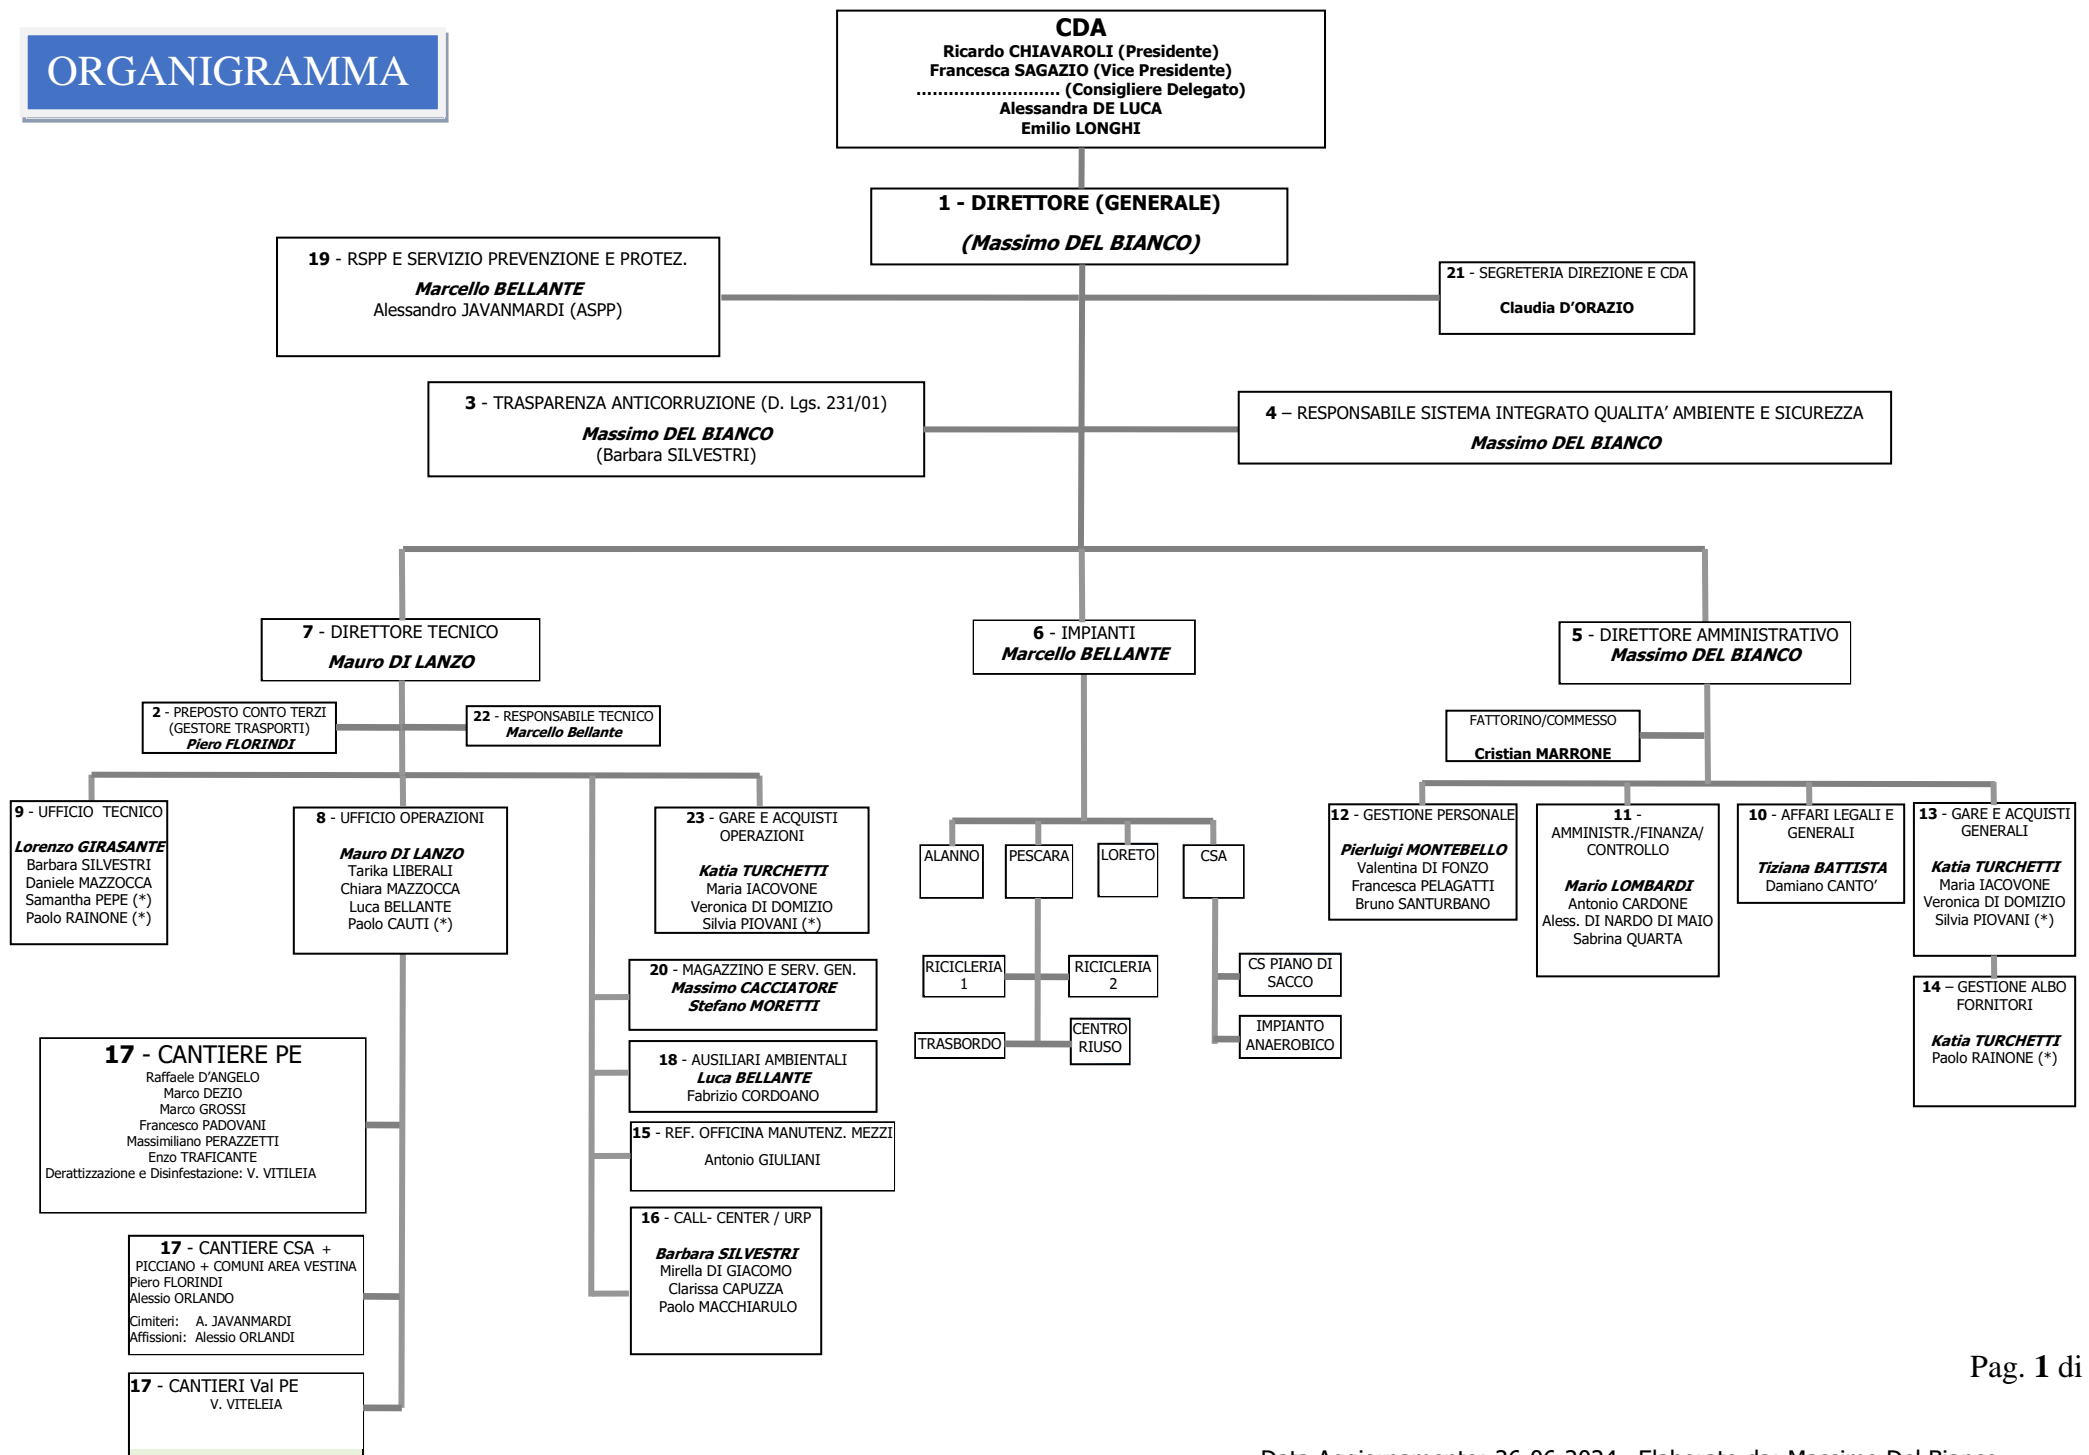 ORGANIGRAMMA
CDA
Ricardo CHIAVAROLI (Presidente)
Francesca SAGAZIO (Vice Presidente)
........................... (Consigliere Delegato)
Alessandra DE LUCA
Emilio LONGHI
1 - DIRETTORE (GENERALE)
(Massimo DEL BIANCO)
19 - RSPP E SERVIZIO PREVENZIONE E PROTEZ.
Marcello BELLANTE
Alessandro JAVANMARDI (ASPP)
21 - SEGRETERIA DIREZIONE E CDA
Claudia D’ORAZIO
3 - TRASPARENZA ANTICORRUZIONE (D. Lgs. 231/01)
Massimo DEL BIANCO
(Barbara SILVESTRI)
4 – RESPONSABILE SISTEMA INTEGRATO QUALITA’ AMBIENTE E SICUREZZA
Massimo DEL BIANCO
7 - DIRETTORE TECNICO
Mauro DI LANZO
6 - IMPIANTI
Marcello BELLANTE
5 - DIRETTORE AMMINISTRATIVO
Massimo DEL BIANCO
2 - PREPOSTO CONTO TERZI
(GESTORE TRASPORTI)
Piero FLORINDI
22 - RESPONSABILE TECNICO
Marcello Bellante
FATTORINO/COMMESSO
Cristian MARRONE
9 - UFFICIO TECNICO
Lorenzo GIRASANTE
Barbara SILVESTRI
Daniele MAZZOCCA
Samantha PEPE (*)
Paolo RAINONE (*)
8 - UFFICIO OPERAZIONI
Mauro DI LANZO
Tarika LIBERALI
Chiara MAZZOCCA
Luca BELLANTE
Paolo CAUTI (*)
23 - GARE E ACQUISTI
OPERAZIONI
Katia TURCHETTI
Maria IACOVONE
Veronica DI DOMIZIO
Silvia PIOVANI (*)
ALANNO
PESCARA
LORETO
CSA
12 - GESTIONE PERSONALE
Pierluigi MONTEBELLO
Valentina DI FONZO
Francesca PELAGATTI
Bruno SANTURBANO
11 -
AMMINISTR./FINANZA/
CONTROLLO
Mario LOMBARDI
Antonio CARDONE
Aless. DI NARDO DI MAIO
Sabrina QUARTA
10 - AFFARI LEGALI E
GENERALI
Tiziana BATTISTA
Damiano CANTO’
13 - GARE E ACQUISTI
GENERALI
Katia TURCHETTI
Maria IACOVONE
Veronica DI DOMIZIO
Silvia PIOVANI (*)
20 - MAGAZZINO E SERV. GEN.
Massimo CACCIATORE
Stefano MORETTI
RICICLERIA
1
RICICLERIA
2
CS PIANO DI
SACCO
14 – GESTIONE ALBO
FORNITORI
Katia TURCHETTI
Paolo RAINONE (*)
TRASBORDO
CENTRO
RIUSO
IMPIANTO
ANAEROBICO
17 - CANTIERE PE
Raffaele D’ANGELO
Marco DEZIO
Marco GROSSI
Francesco PADOVANI
Massimiliano PERAZZETTI
Enzo TRAFICANTE
Derattizzazione e Disinfestazione: V. VITILEIA
18 - AUSILIARI AMBIENTALI
Luca BELLANTE
Fabrizio CORDOANO
15 - REF. OFFICINA MANUTENZ. MEZZI
Antonio GIULIANI
16 - CALL- CENTER / URP
Barbara SILVESTRI
Mirella DI GIACOMO
Clarissa CAPUZZA
Paolo MACCHIARULO
17 - CANTIERE CSA +
PICCIANO + COMUNI AREA VESTINA
Piero FLORINDI
Alessio ORLANDO
Cimiteri: A. JAVANMARDI
Affissioni: Alessio ORLANDI
17 - CANTIERI Val PE
V. VITELEIA
Pag. 1 di
Data Aggiornamento: 26-06-2024 Elaborato da: Massimo Del Bianco